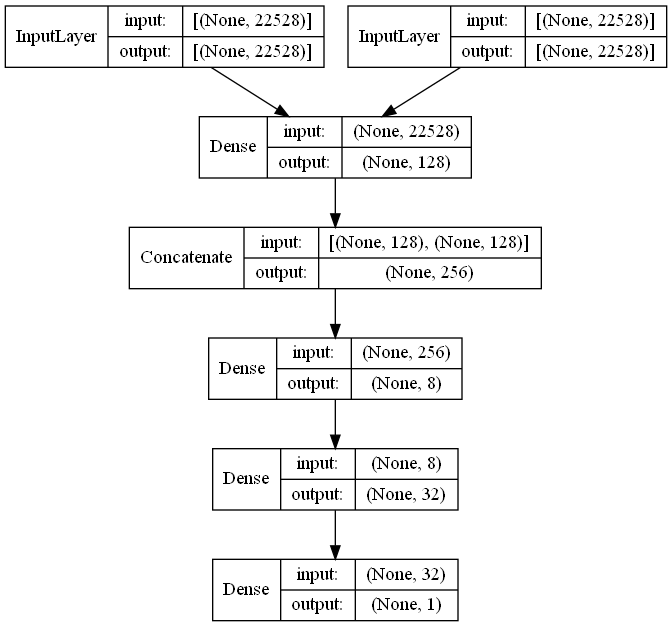 InputLayer input: [(None, 22528)] output: [(None, 22528)]
InputLayer input: [(None, 22528)] output: [(None, 22528)]
Dense input: (None, 22528) output: (None, 128)
Concatenate input: [(None, 128), (None, 128)] output: (None, 256)
Dense input: (None, 256) output: (None, 8)
Dense input: (None, 8) output: (None, 32)
Dense input: (None, 32) output: (None, 1)